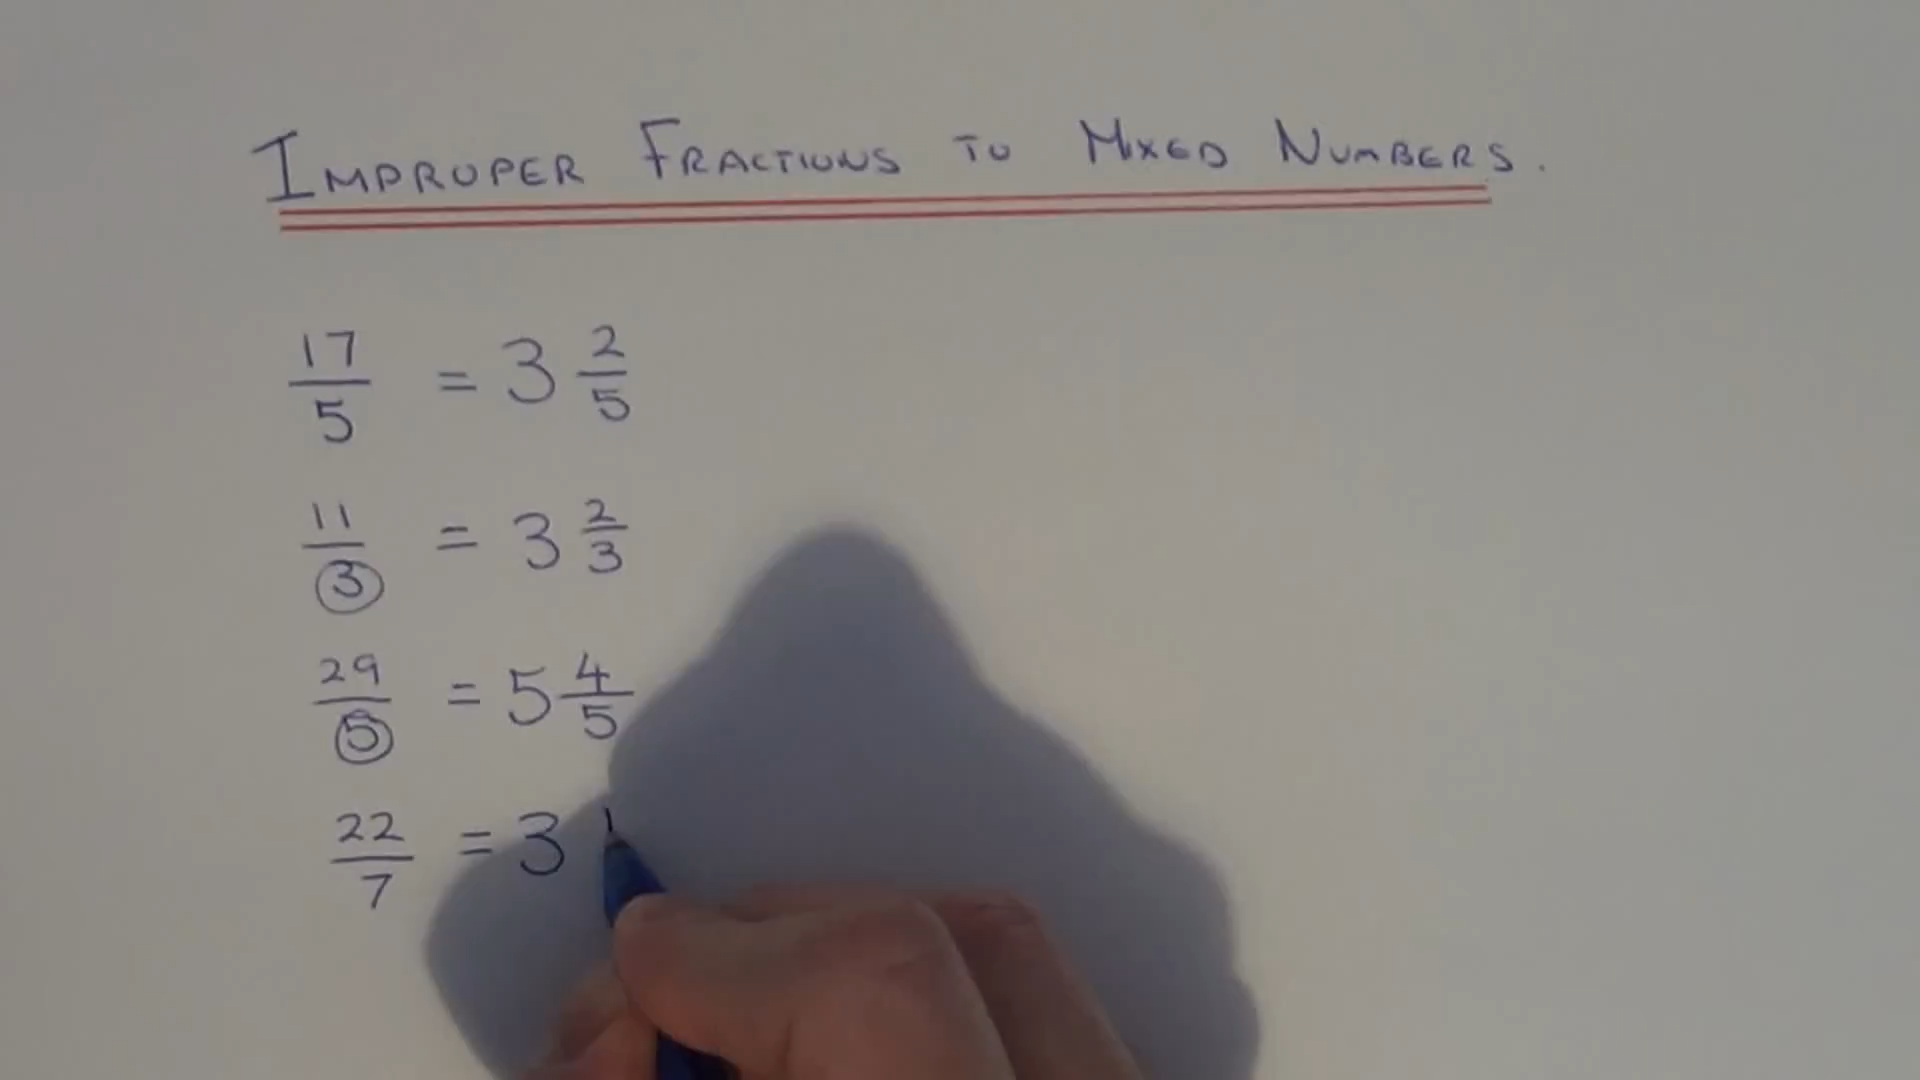 IMPROPER FRACTIONS TO MIXED NUMBERS.
17/5 = 3 2/5
11/3 = 3 2/3
29/5 = 5 4/5
22/7 = 3 1